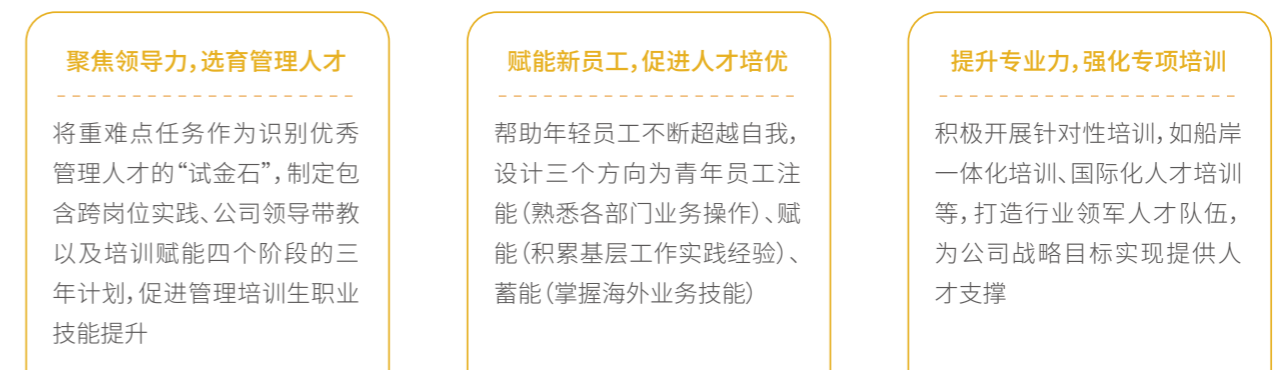 聚焦领导力，选育管理人才
将重难点任务作为识别优秀
管理人才的“试金石”，制定包
含跨岗位实践、公司领导带教
以及培训赋能四个阶段的三
年计划，促进管理培训生职业
技能提升
赋能新员工，促进人才培优
帮助年轻员工不断超越自我，
设计三个方向为青年员工注
能（熟悉各部门业务操作）、赋
能（积累基层工作实践经验）、
蓄能（掌握海外业务技能）
提升专业力，强化专项培训
积极开展针对性培训，如船岸
一体化培训、国际化人才培训
等，打造行业领军人才队伍，
为公司战略目标实现提供人
才支撑